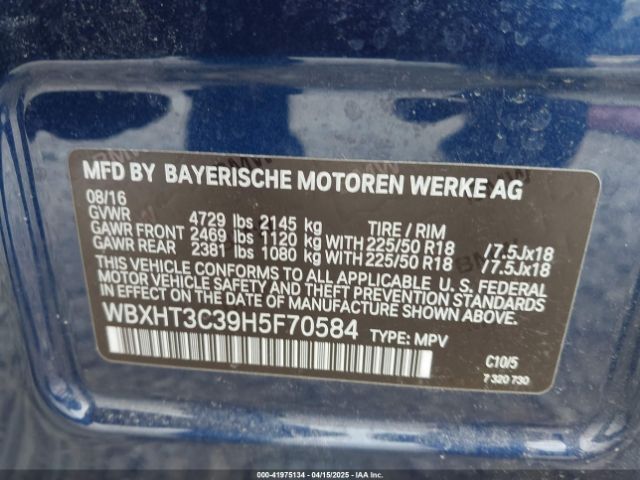 MFD BY BAYERISCHE MOTOREN WERKE AG
08/16
GVWR 4729 lbs 2145 kg TIRE / RIM
GAWR FRONT 2469 lbs 1120 kg WITH 225/50 R18 /7.5Jx18
GAWR REAR 2381 lbs 1080 kg WITH 225/50 R18 /7.5Jx18
THIS VEHICLE CONFORMS TO ALL APPLICABLE U.S. FEDERAL
MOTOR VEHICLE SAFETY, BUMPER, AND THEFT PREVENTION
STANDARDS IN EFFECT ON THE DATE OF MANUFACTURE SHOWN ABOVE.
WBXHT3C39H5F70584 TYPE: MPV
C10/5
7 320 730
000-41975134 - 04/15/2025 - IAAI.COM